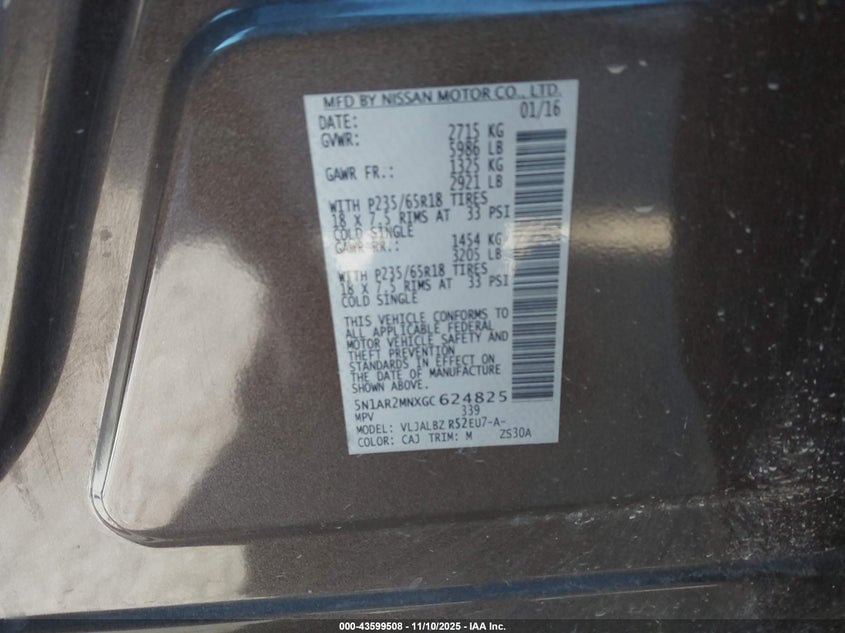 MFD BY NISSAN MOTOR CO., LTD.
DATE: 01/16
GVWR: 2715 KG
5986 LB
GAWR FR.: 1325 KG
2921 LB
WITH P235/65R18 TIRES
18 X 7.5 RIMS AT 33 PSI
COLD SINGLE
GAWR RR.: 1454 KG
3205 LB
WITH P235/65R18 TIRES
18 X 7.5 RIMS AT 33 PSI
COLD SINGLE
THIS VEHICLE CONFORMS TO
ALL APPLICABLE FEDERAL
MOTOR VEHICLE SAFETY AND
THEFT PREVENTION
STANDARDS IN EFFECT ON
THE DATE OF MANUFACTURE
SHOWN ABOVE.
5N1AR2MNXGC 624825
MPV 339
MODEL: VLJALBZ R52EU7-A-
COLOR: CAJ TRIM: M ZS30A
000-43599508 - 11/10/2025 - IAA Inc.